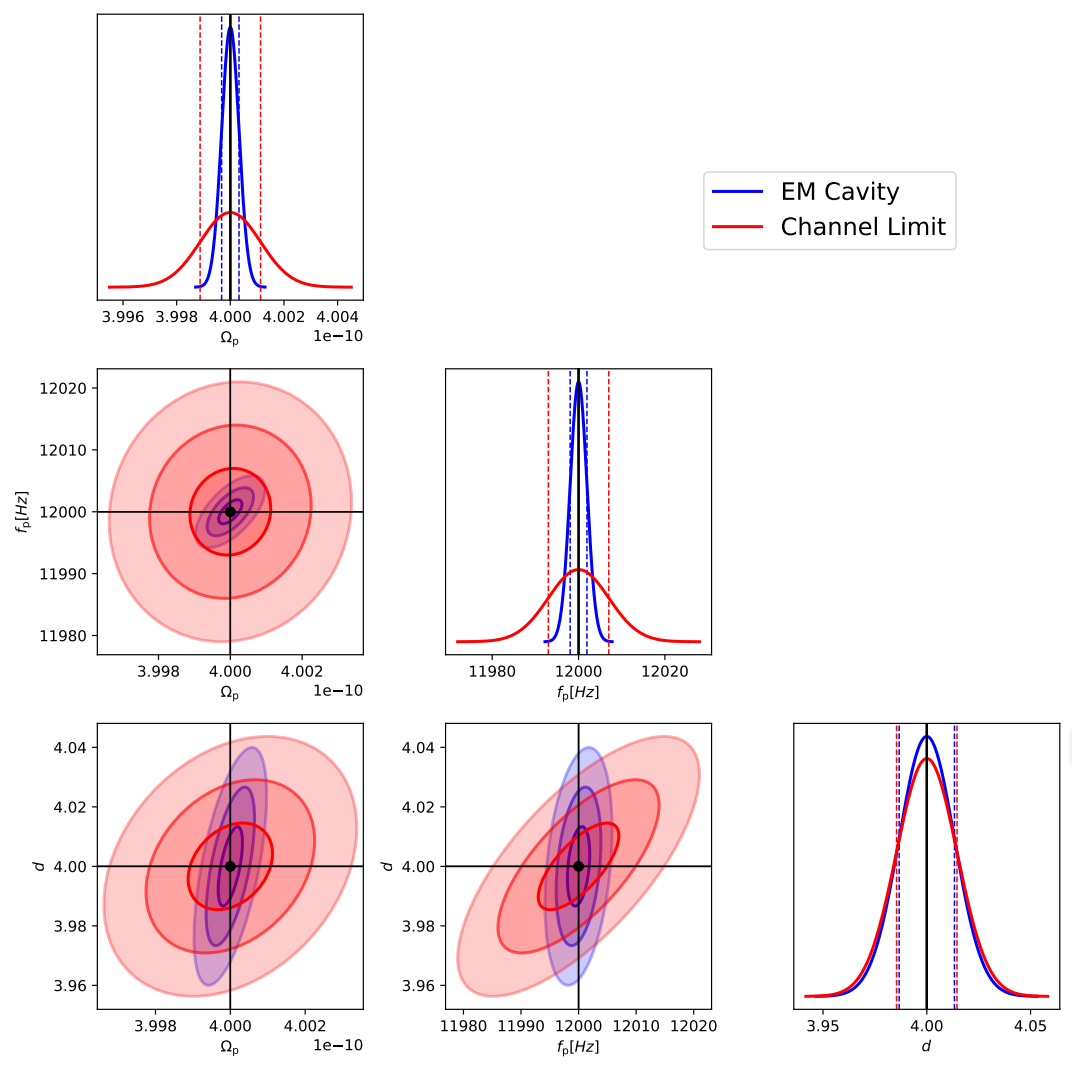 3.996 3.998 4.000 4.002 4.004
1e−10
Ωp
EM Cavity
Channel Limit
12020
12010
12000
11990
11980
fp[Hz]
3.998 4.000 4.002
1e−10
Ωp
11980 12000 12020
fp[Hz]
4.04
4.02
4.00
3.98
3.96
d
3.998 4.000 4.002
1e−10
Ωp
4.04
4.02
4.00
3.98
3.96
d
11980 11990 12000 12010 12020
fp[Hz]
3.95 4.00 4.05
d